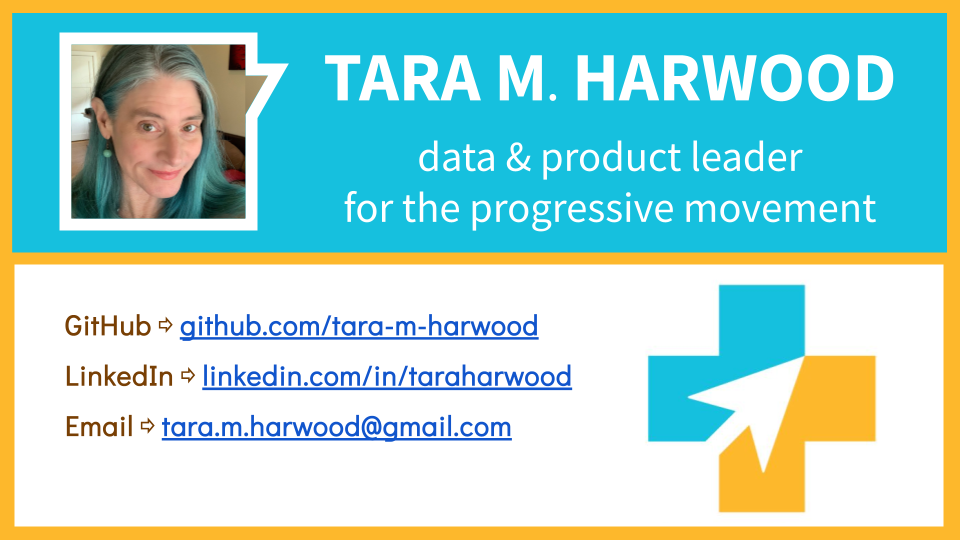 TARA M. HARWOOD
data & product leader
for the progressive movement
GitHub ⇨ github.com/tara-m-harwood
LinkedIn ⇨ linkedin.com/in/taraharwood
Email ⇨ tara.m.harwood@gmail.com